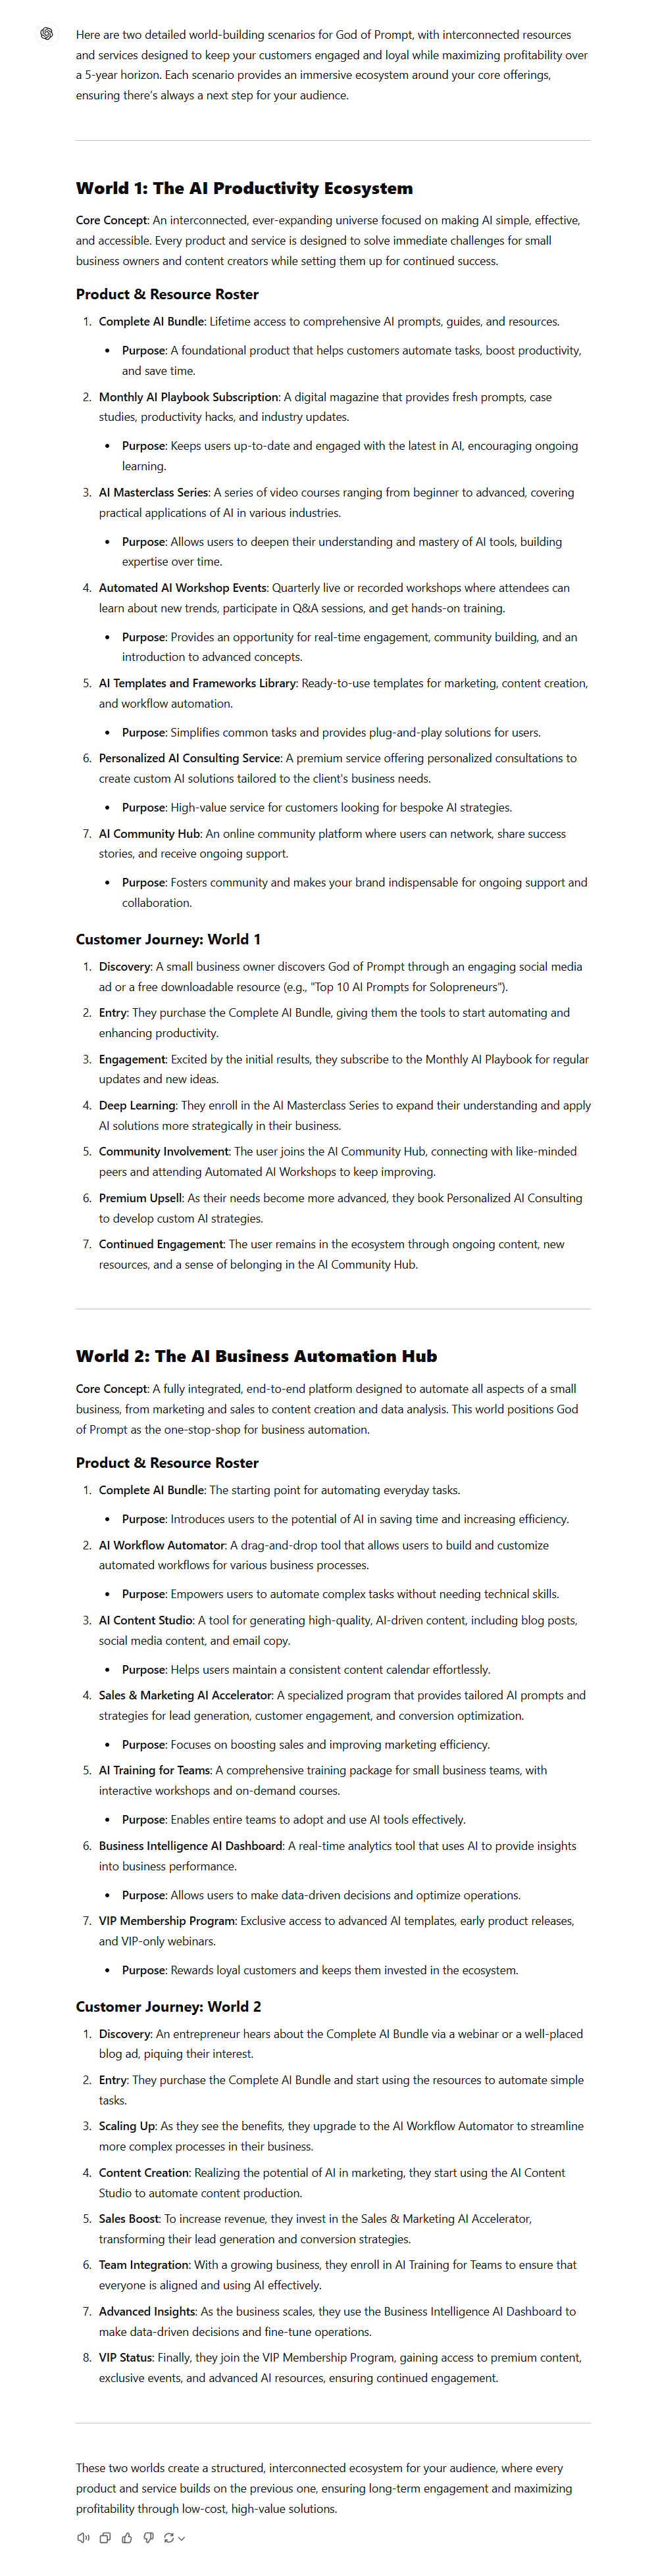 Here are two detailed world-building scenarios for God of Prompt, with interconnected resources
and services designed to keep your customers engaged and loyal while maximizing profitability over
a 5-year horizon. Each scenario provides an immersive ecosystem around your core offerings,
ensuring there's always a next step for your audience.
World 1: The AI Productivity Ecosystem
Core Concept: An interconnected, ever-expanding universe focused on making AI simple, effective,
and accessible. Every product and service is designed to solve immediate challenges for small
business owners and content creators while setting them up for continued success.
Product & Resource Roster
1. Complete AI Bundle: Lifetime access to comprehensive AI prompts, guides, and resources.
• Purpose: A foundational product that helps customers automate tasks, boost productivity,
and save time.
2. Monthly AI Playbook Subscription: A digital magazine that provides fresh prompts, case
studies, productivity hacks, and industry updates.
• Purpose: Keeps users up-to-date and engaged with the latest in AI, encouraging ongoing
learning.
3. AI Masterclass Series: A series of video courses ranging from beginner to advanced, covering
practical applications of AI in various industries.
• Purpose: Allows users to deepen their understanding and mastery of AI tools, building
expertise over time.
4. Automated AI Workshop Events: Quarterly live or recorded workshops where attendees can
learn about new trends, participate in Q&A sessions, and get hands-on training.
• Purpose: Provides an opportunity for real-time engagement, community building, and an
introduction to advanced concepts.
5. AI Templates and Frameworks Library: Ready-to-use templates for marketing, content creation,
and workflow automation.
• Purpose: Simplifies common tasks and provides plug-and-play solutions for users.
6. Personalized AI Consulting Service: A premium service offering personalized consultations to
create custom AI solutions tailored to the client's business needs.
• Purpose: High-value service for customers looking for bespoke AI strategies.
7. AI Community Hub: An online community platform where users can network, share success
stories, and receive ongoing support.
• Purpose: Fosters community and makes your brand indispensable for ongoing support and
collaboration.
Customer Journey: World 1
1. Discovery: A small business owner discovers God of Prompt through an engaging social media
ad or a free downloadable resource (e.g., "Top 10 AI Prompts for Solopreneurs").
2. Entry: They purchase the Complete AI Bundle, giving them the tools to start automating and
enhancing productivity.
3. Engagement: Excited by the initial results, they subscribe to the Monthly AI Playbook for regular
updates and new ideas.
4. Deep Learning: They enroll in the AI Masterclass Series to expand their understanding and apply
AI solutions more strategically in their business.
5. Community Involvement: The user joins the AI Community Hub, connecting with like-minded
peers and attending Automated AI Workshops to keep improving.
6. Premium Upsell: As their needs become more advanced, they book Personalized AI Consulting
to develop custom AI strategies.
7. Continued Engagement: The user remains in the ecosystem through ongoing content, new
resources, and a sense of belonging in the AI Community Hub.
World 2: The AI Business Automation Hub
Core Concept: A fully integrated, end-to-end platform designed to automate all aspects of a small
business, from marketing and sales to content creation and data analysis. This world positions God
of Prompt as the one-stop-shop for business automation.
Product & Resource Roster
1. Complete AI Bundle: The starting point for automating everyday tasks.
• Purpose: Introduces users to the potential of AI in saving time and increasing efficiency.
2. AI Workflow Automator: A drag-and-drop tool that allows users to build and customize
automated workflows for various business processes.
• Purpose: Empowers users to automate complex tasks without needing technical skills.
3. AI Content Studio: A tool for generating high-quality, AI-driven content, including blog posts,
social media content, and email copy.
• Purpose: Helps users maintain a consistent content calendar effortlessly.
4. Sales & Marketing AI Accelerator: A specialized program that provides tailored AI prompts and
strategies for lead generation, customer engagement, and conversion optimization.
• Purpose: Focuses on boosting sales and improving marketing efficiency.
5. AI Training for Teams: A comprehensive training package for small business teams, with
interactive workshops and on-demand courses.
• Purpose: Enables entire teams to adopt and use AI tools effectively.
6. Business Intelligence AI Dashboard: A real-time analytics tool that uses AI to provide insights
into business performance.
• Purpose: Allows users to make data-driven decisions and optimize operations.
7. VIP Membership Program: Exclusive access to advanced AI templates, early product releases,
and VIP-only webinars.
• Purpose: Rewards loyal customers and keeps them invested in the ecosystem.
Customer Journey: World 2
1. Discovery: An entrepreneur hears about the Complete AI Bundle via a webinar or a well-placed
blog ad, piquing their interest.
2. Entry: They purchase the Complete AI Bundle and start using the resources to automate simple
tasks.
3. Scaling Up: As they see the benefits, they upgrade to the AI Workflow Automator to streamline
more complex processes in their business.
4. Content Creation: Realizing the potential of AI in marketing, they start using the AI Content
Studio to automate content production.
5. Sales Boost: To increase revenue, they invest in the Sales & Marketing AI Accelerator,
transforming their lead generation and conversion strategies.
6. Team Integration: With a growing business, they enroll in AI Training for Teams to ensure that
everyone is aligned and using AI effectively.
7. Advanced Insights: As the business scales, they use the Business Intelligence AI Dashboard to
make data-driven decisions and fine-tune operations.
8. VIP Status: Finally, they join the VIP Membership Program, gaining access to premium content,
exclusive events, and advanced AI resources, ensuring continued engagement.
These two worlds create a structured, interconnected ecosystem for your audience, where every
product and service builds on the previous one, ensuring long-term engagement and maximizing
profitability through low-cost, high-value solutions.